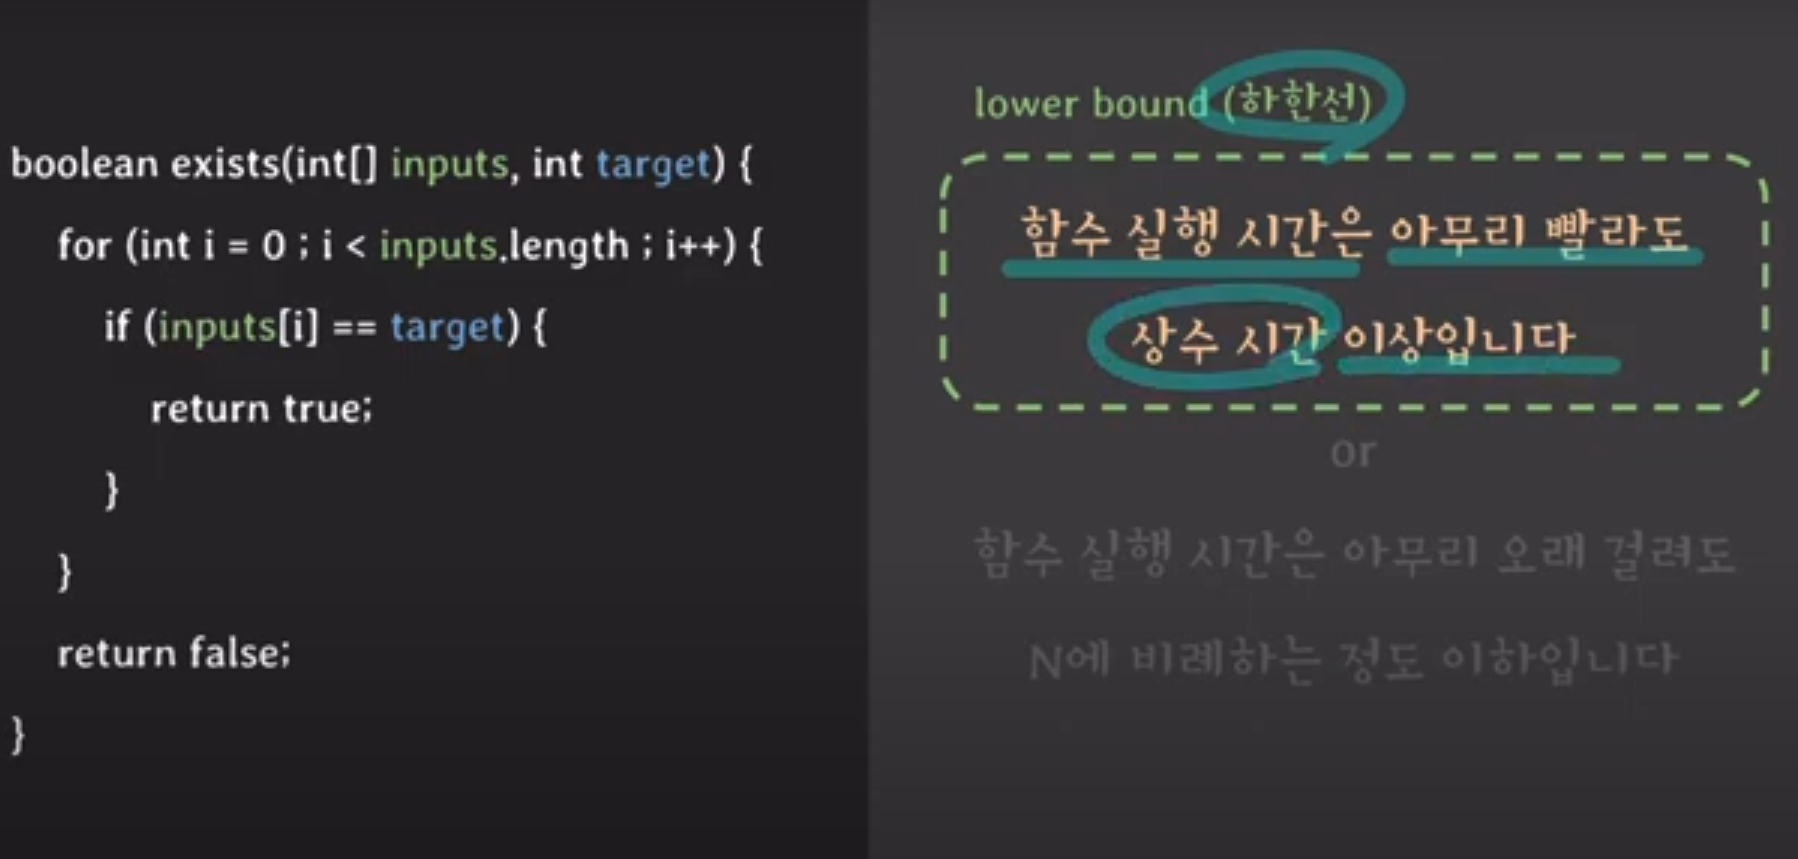 boolean exists(int[] inputs, int target) {
for (int i = 0 ; i < inputs.length ; i++) {
if (inputs[i] == target) {
return true;
}
}
return false;
}
lower bound (하한선)
함수 실행 시간은 아무리 빨라도
상수 시간 이상입니다
or
함수 실행 시간은 아무리 오래 걸려도
N에 비례하는 정도 이하입니다